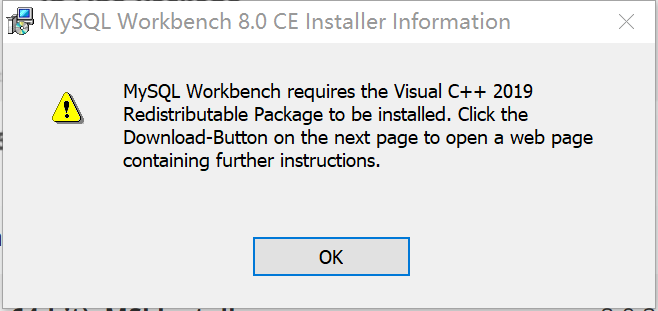 MySQL Workbench 8.0 CE Installer Information
MySQL Workbench requires the Visual C++ 2019
Redistributable Package to be installed. Click the
Download-Button on the next page to open a web page
containing further instructions.
OK